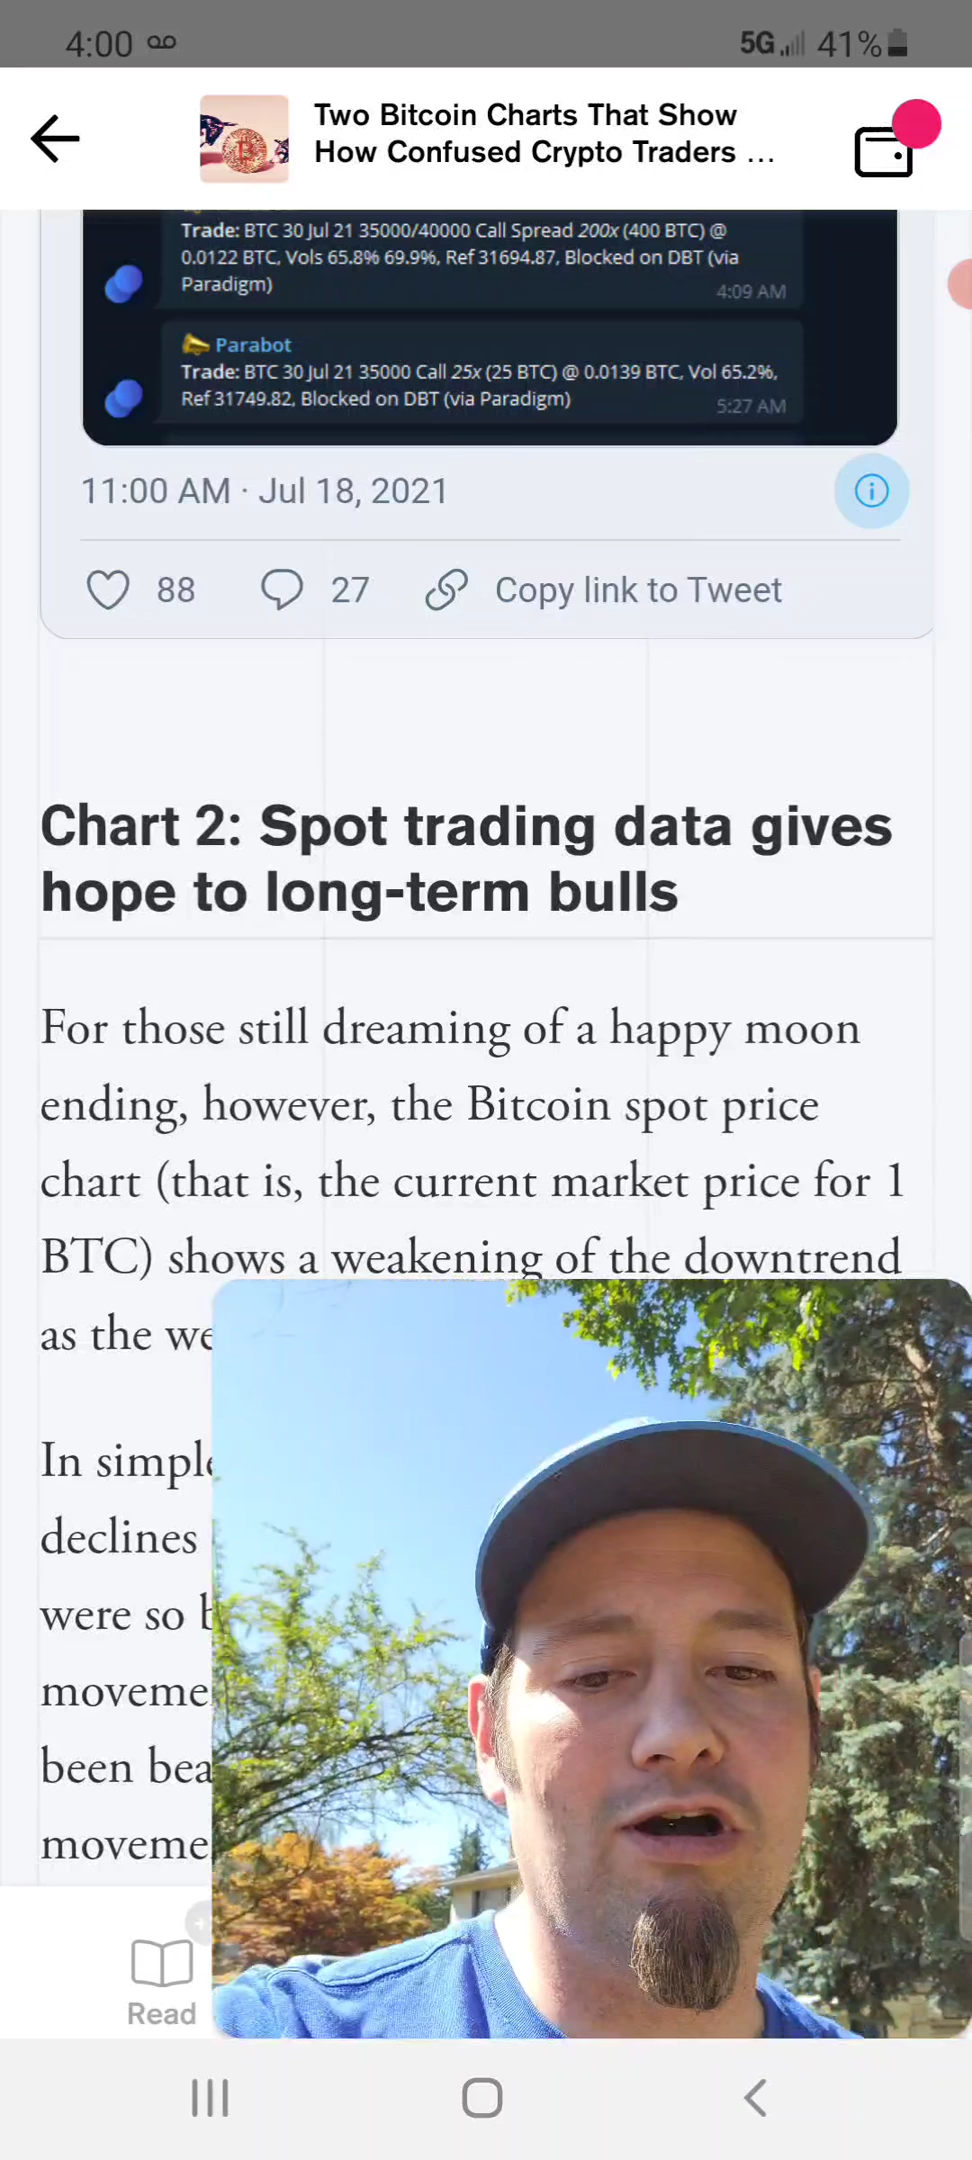 4:00
5G 41%
Two Bitcoin Charts That Show
How Confused Crypto Traders ...
Trade: BTC 30 Jul 21 35000/40000 Call Spread 200x (400 BTC) @
0.0122 BTC, Vols 65.8% 69.9%, Ref 31694.87, Blocked on DBT (via
Paradigm)
4:09 AM
Parabot
Trade: BTC 30 Jul 21 35000 Call 25x (25 BTC) @ 0.0139 BTC, Vol 65.2%,
Ref 31749.82, Blocked on DBT (via Paradigm)
5:27 AM
11:00 AM · Jul 18, 2021
88 27 Copy link to Tweet
Chart 2: Spot trading data gives
hope to long-term bulls
For those still dreaming of a happy moon
ending, however, the Bitcoin spot price
chart (that is, the current market price for 1
BTC) shows a weakening of the downtrend
as the
In
declines
were so
been
Read